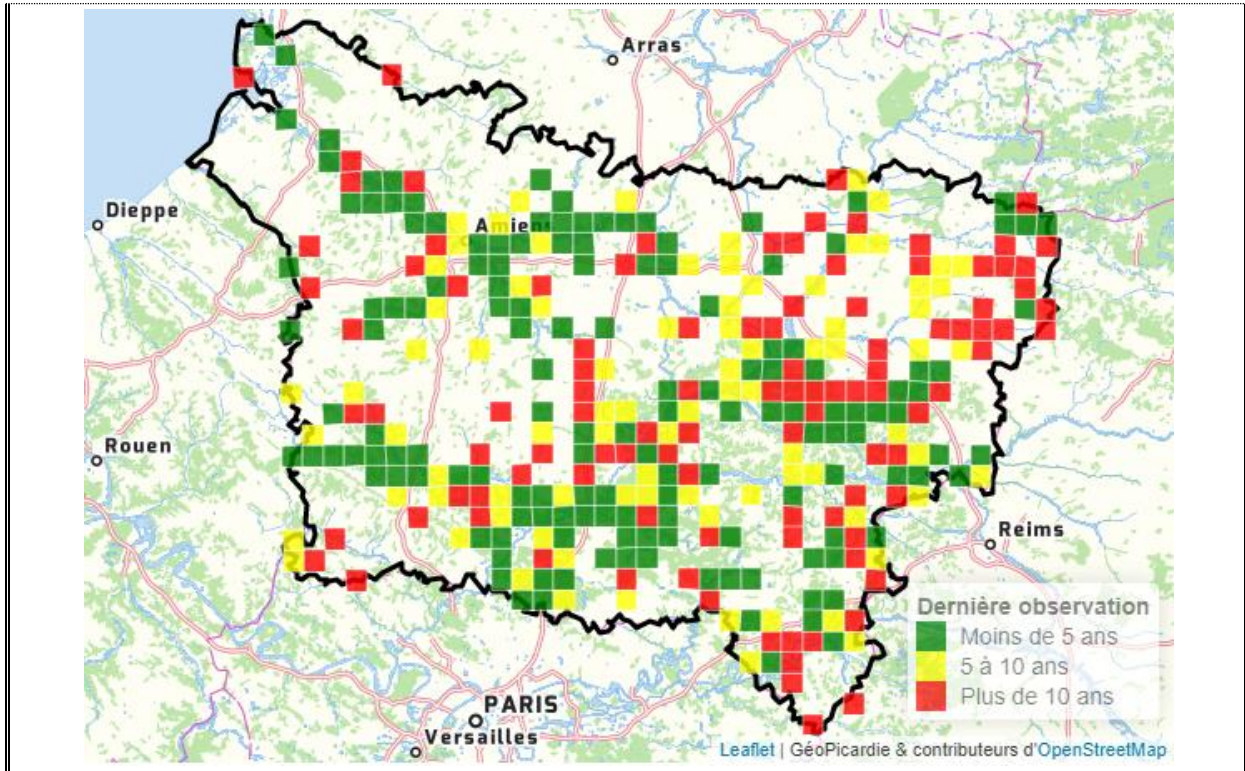 Arras
Dieppe
Amiens
Rouen
Reims
Dernière observation
Moins de 5 ans
5 à 10 ans
Plus de 10 ans
PARIS
Versailles
Leaflet | GéoPicardie & contributeurs d'OpenStreetMap